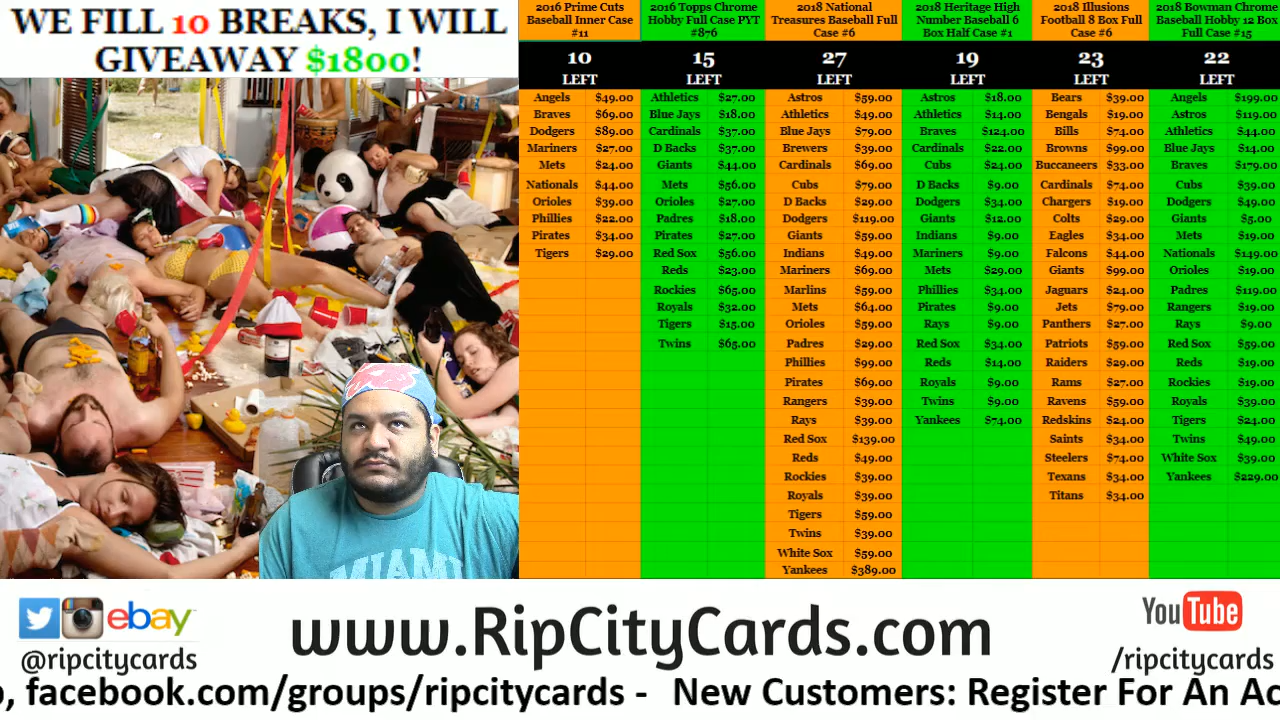 WE FILL 10 BREAKS, I WILL
GIVEAWAY $1800!
2016 Prime Cuts
Baseball Inner Case
#11
10
LEFT
Angels $49.00
Braves $69.00
Dodgers $89.00
Mariners $27.00
Mets $24.00
Nationals $44.00
Orioles $39.00
Phillies $22.00
Pirates $34.00
Tigers $29.00
2016 Topps Chrome
Hobby Full Case PYT
#876
15
LEFT
Athletics $27.00
Blue Jays $18.00
Cardinals $37.00
D Backs $37.00
Giants $44.00
Mets $56.00
Orioles $27.00
Padres $18.00
Pirates $27.00
Red Sox $56.00
Reds $23.00
Rockies $65.00
Royals $32.00
Tigers $15.00
Twins $65.00
2018 National
Treasures Baseball Full
Case #6
27
LEFT
Astros $59.00
Athletics $49.00
Blue Jays $79.00
Brewers $39.00
Cardinals $69.00
Cubs $79.00
D Backs $29.00
Dodgers $119.00
Giants $59.00
Indians $49.00
Mariners $69.00
Marlins $59.00
Mets $64.00
Orioles $59.00
Padres $29.00
Phillies $99.00
Pirates $69.00
Rangers $39.00
Rays $39.00
Red Sox $139.00
Reds $49.00
Rockies $39.00
Royals $39.00
Tigers $59.00
Twins $39.00
White Sox $59.00
Yankees $389.00
2018 Heritage High
Number Baseball 6
Box Half Case #1
19
LEFT
Astros $18.00
Athletics $14.00
Braves $124.00
Cardinals $22.00
Cubs $24.00
D Backs $9.00
Dodgers $34.00
Giants $12.00
Indians $9.00
Mariners $9.00
Mets $29.00
Phillies $34.00
Pirates $9.00
Rays $9.00
Red Sox $34.00
Reds $14.00
Royals $9.00
Twins $9.00
Yankees $74.00
2018 Illusions
Football 8 Box Full
Case #6
23
LEFT
Bears $39.00
Bengals $19.00
Bills $74.00
Browns $99.00
Buccaneers $33.00
Cardinals $74.00
Chargers $19.00
Colts $29.00
Eagles $34.00
Falcons $44.00
Giants $99.00
Jaguars $24.00
Jets $79.00
Panthers $27.00
Patriots $59.00
Raiders $29.00
Rams $27.00
Ravens $59.00
Redskins $24.00
Saints $34.00
Steelers $74.00
Texans $34.00
Titans $34.00
2018 Bowman Chrome
Baseball Hobby 12 Box
Full Case #15
22
LEFT
Angels $199.00
Astros $119.00
Athletics $44.00
Blue Jays $14.00
Braves $179.00
Cubs $39.00
Dodgers $49.00
Giants $5.00
Mets $19.00
Nationals $149.00
Orioles $19.00
Padres $119.00
Rangers $19.00
Rays $9.00
Red Sox $59.00
Reds $19.00
Rockies $19.00
Royals $39.00
Tigers $24.00
Twins $49.00
White Sox $39.00
Yankees $229.00
MIAMI
ebay
@ripcitycards
www.RipCityCards.com
YouTube
/ripcitycards
, facebook.com/groups/ripcitycards - New Customers: Register For An Ac